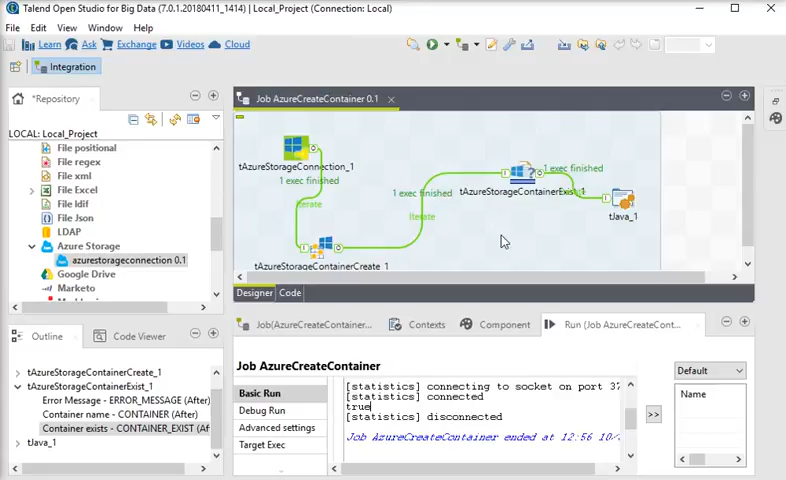 Talend Open Studio for Big Data (7.0.1.20180411_1414) | Local_Project (Connection: Local)
File Edit View Window Help
Learn Ask Exchange Videos Cloud
Integration
*Repository
LOCAL: Local_Project
File positional
File regex
File xml
File Excel
File ldif
File Json
LDAP
Azure Storage
azurestorageconnection 0.1
Google Drive
Marketo
Job AzureCreateContainer 0.1
tAzureStorageConnection_1
1 exec finished
Iterate
tAzureStorageContainerCreate_1
1 exec finished
Iterate
1 exec finished
tAzureStorageContainerExist_1
tJava_1
Designer Code
Outline Code Viewer
tAzureStorageContainerCreate_1
tAzureStorageContainerExist_1
Error Message - ERROR_MESSAGE (After)
Container name - CONTAINER (After)
Container exists - CONTAINER_EXIST (Af
tJava_1
Job(AzureCreateContainer... Contexts Component Run (Job AzureCreateCont...
Job AzureCreateContainer
Basic Run
Debug Run
Advanced settings
Target Exec
[statistics] connecting to socket on port 37
[statistics] connected
true
[statistics] disconnected
Job AzureCreateContainer ended at 12:56 10/
>>
Default
Name